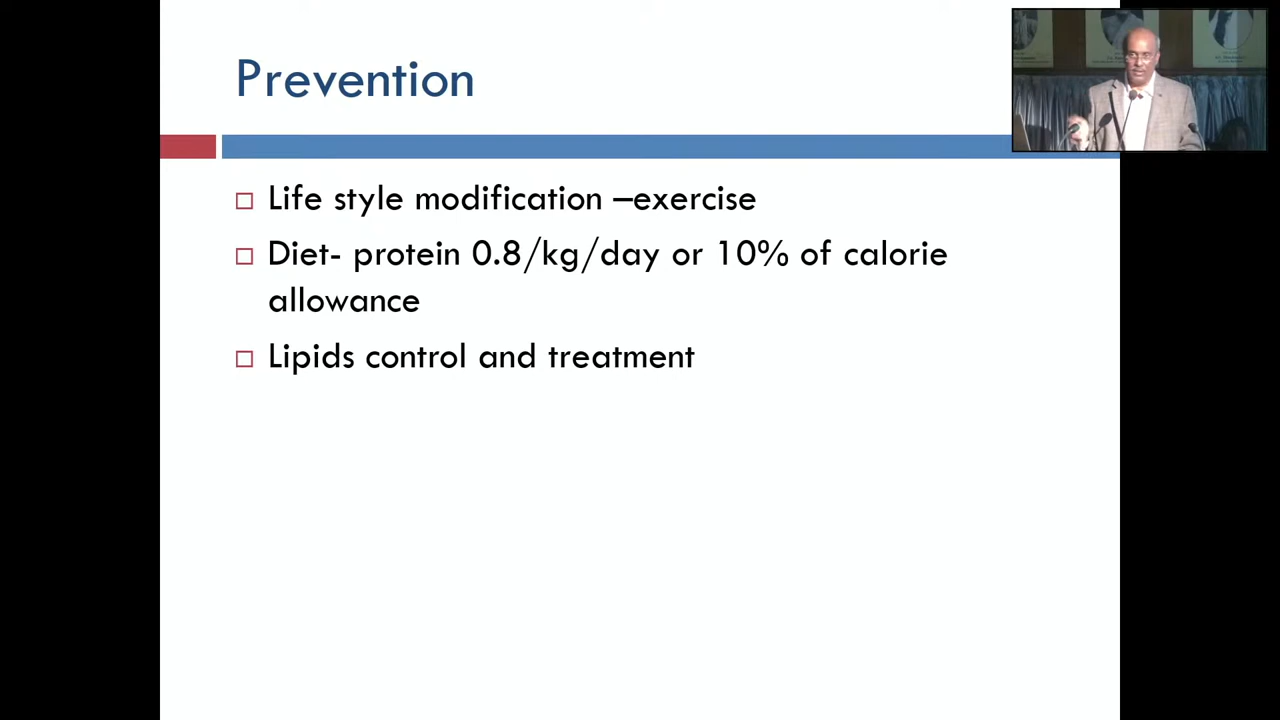 Prevention
Life style modification –exercise
Diet- protein 0.8/kg/day or 10% of calorie
allowance
Lipids control and treatment